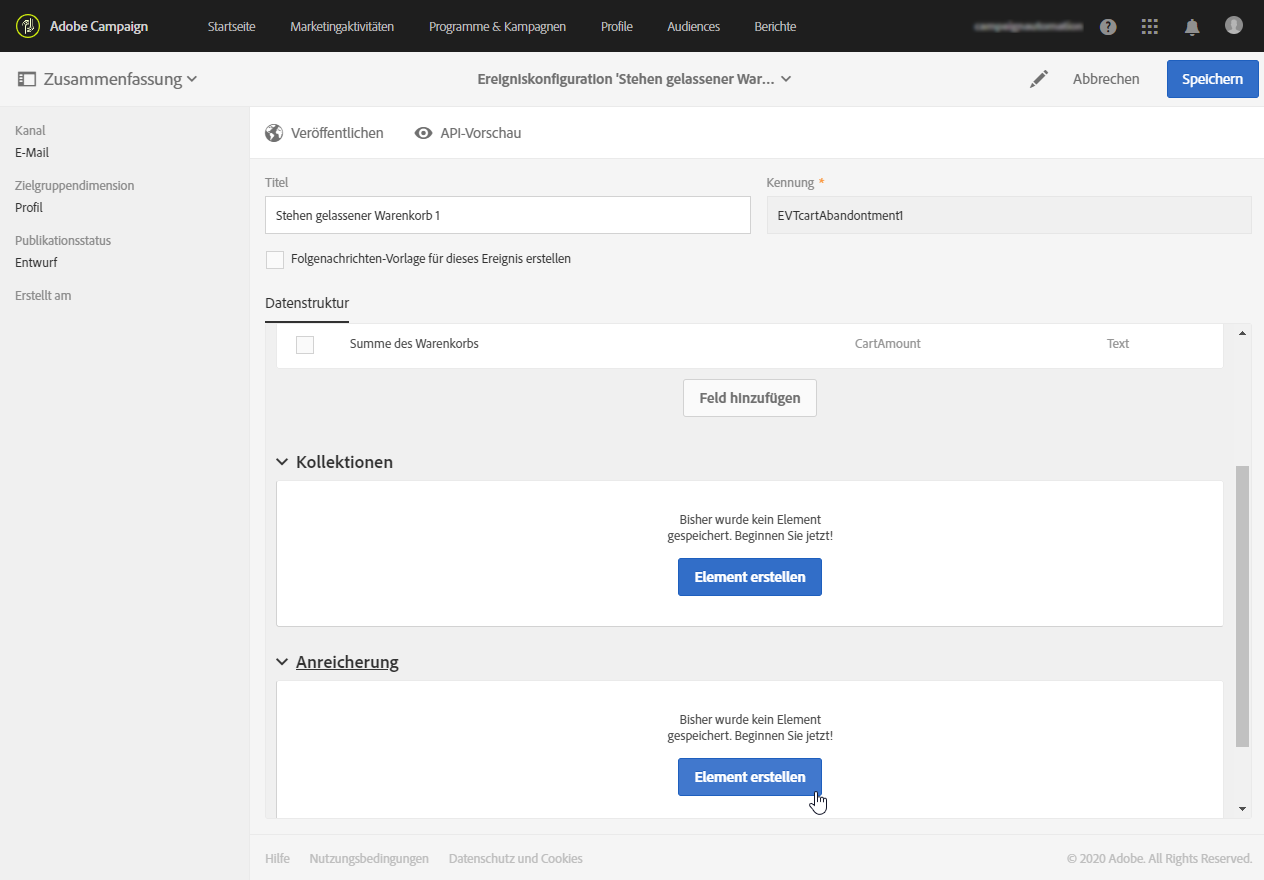 Adobe Campaign
Startseite
Marketingaktivitäten
Programme & Kampagnen
Profile
Audiences
Berichte
Zusammenfassung
Ereigniskonfiguration 'Stehen gelassener War...
Abbrechen
Speichern
Kanal
E-Mail
Zielgruppendimension
Profil
Publikationsstatus
Entwurf
Erstellt am
Veröffentlichen
API-Vorschau
Titel
Kennung *
Stehen gelassener Warenkorb 1
EVTcartAbandontment1
Folgenachrichten-Vorlage für dieses Ereignis erstellen
Datenstruktur
Summe des Warenkorbs
CartAmount
Text
Feld hinzufügen
Kollektionen
Bisher wurde kein Element
gespeichert. Beginnen Sie jetzt!
Element erstellen
Anreicherung
Bisher wurde kein Element
gespeichert. Beginnen Sie jetzt!
Element erstellen
Hilfe
Nutzungsbedingungen
Datenschutz und Cookies
© 2020 Adobe. All Rights Reserved.